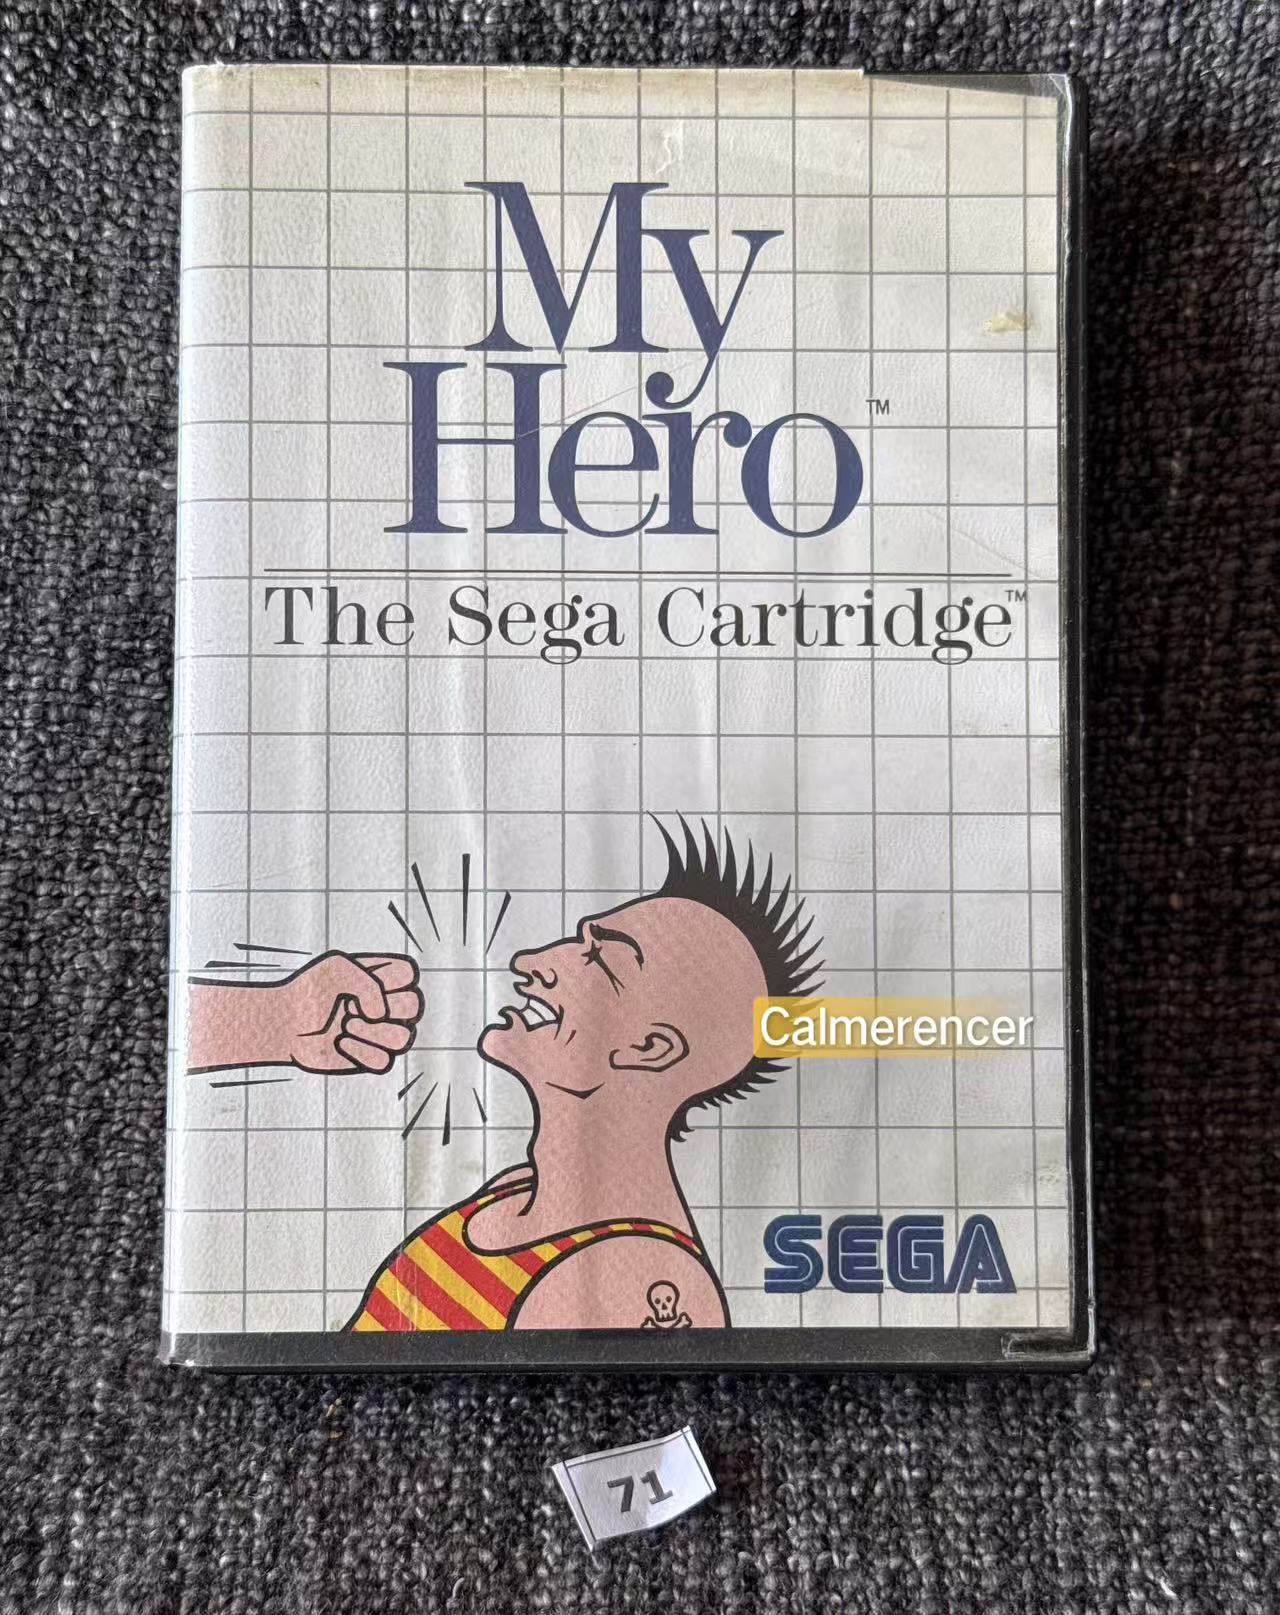 My
Hero™
The Sega Cartridge™
Calmerencer
SEGA
71